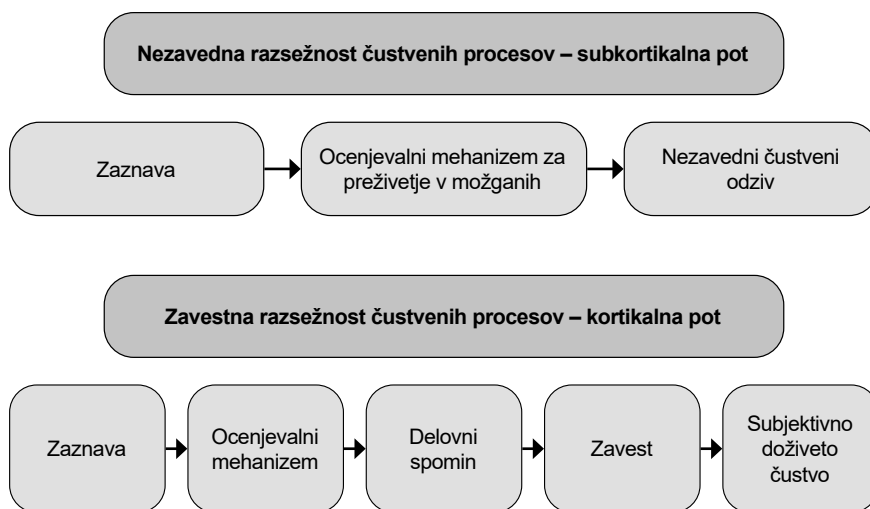 Nezavedna razsežnost čustvenih procesov – subkortikalna pot
Zaznava
Ocenjevalni mehanizem za
preživetje v možganih
Nezavedni čustveni
odziv
Zavestna razsežnost čustvenih procesov – kortikalna pot
Zaznava
Ocenjevalni
mehanizem
Delovni
spomin
Zavest
Subjektivno
doživeto
čustvo